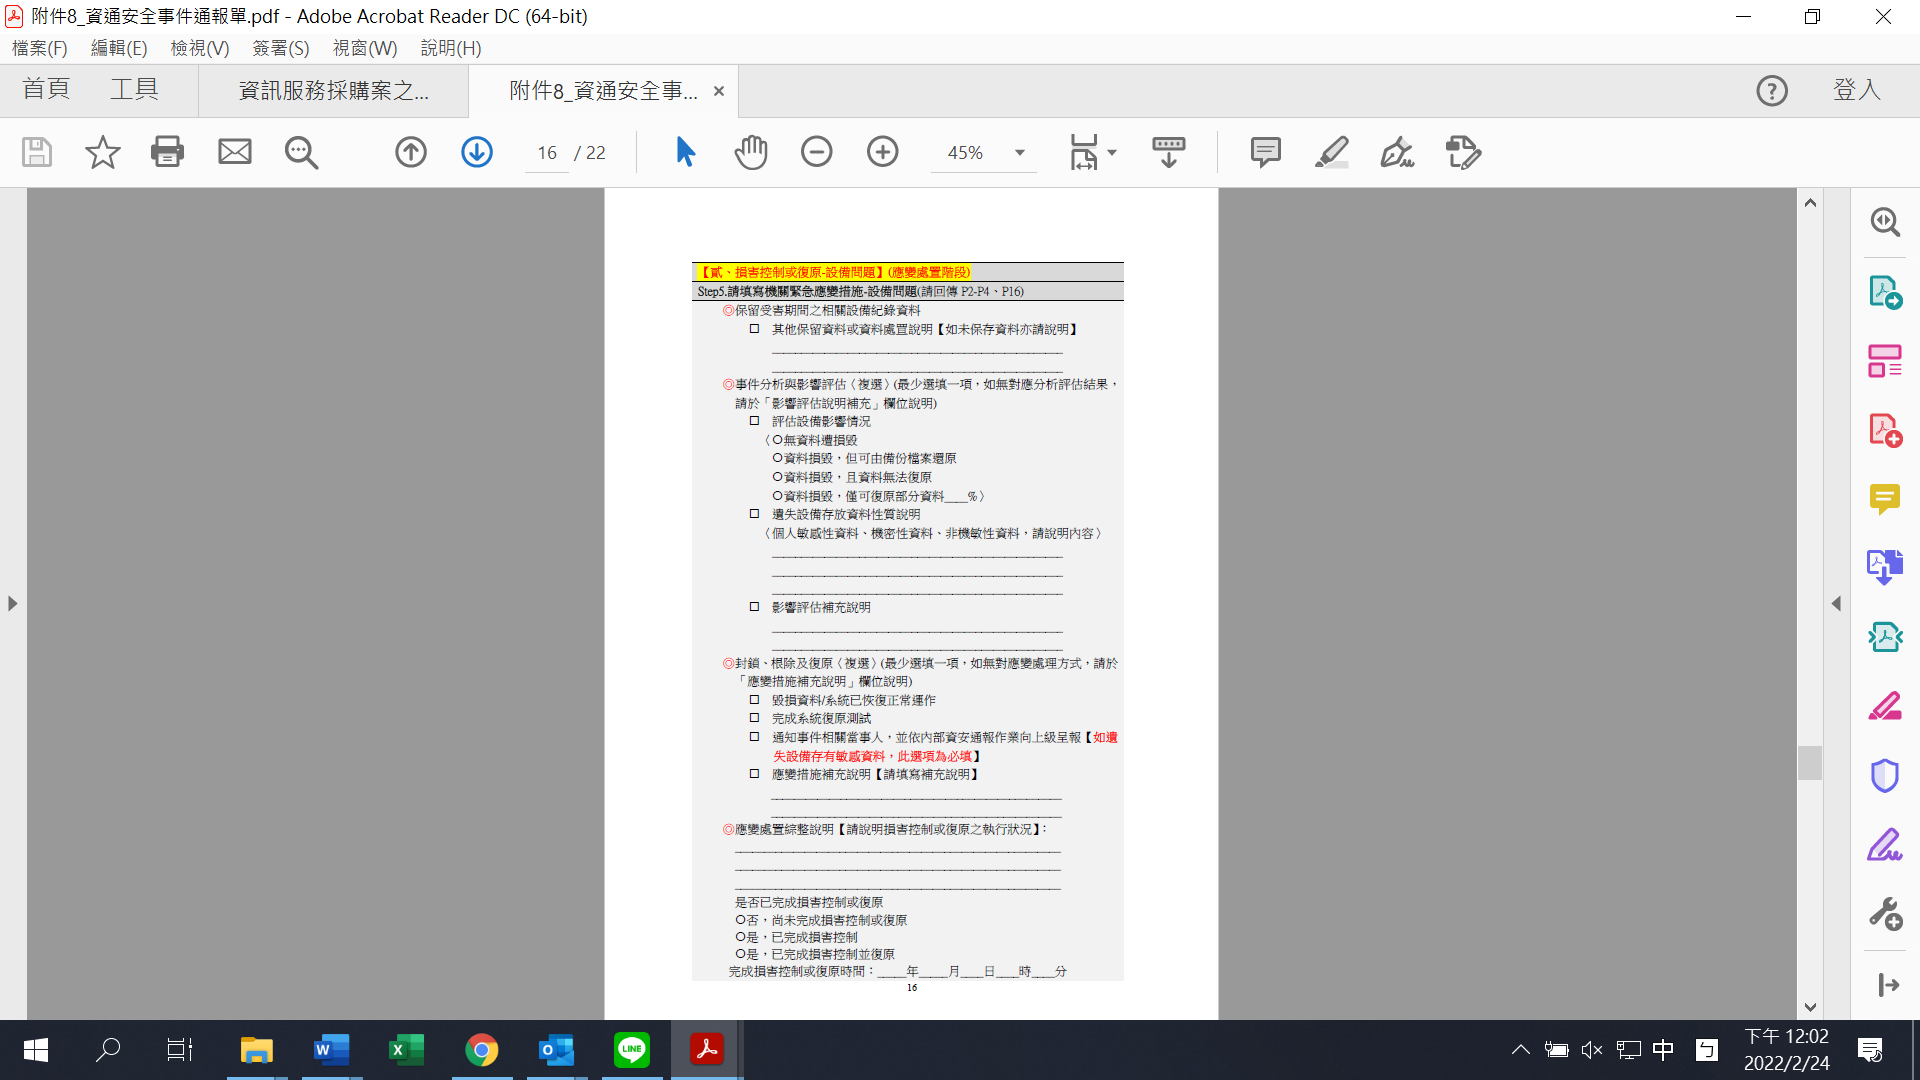 附件8_資通安全事件通報單.pdf - Adobe Acrobat Reader DC (64-bit)
檔案(F) 編輯(E) 檢視(V) 簽署(S) 視窗(W) 說明(H)
首頁 工具 資訊服務採購案之... 附件8_資通安全事... × ? 登入
16 / 22 45%
【貳、損害控制或復原-設備問題】(應變處置階段)
Step5.請填寫機關緊急應變措施-設備問題(請回傳 P2-P4、P16)
◎保留受害期間之相關設備紀錄資料
□ 其他保留資料或資料處置說明【如未保存資料亦請說明】
◎事件分析與影響評估〈複選〉(最少選填一項，如無對應分析評估結果，
請於「影響評估說明補充」欄位說明)
□ 評估設備影響情況
〈○無資料遭損毀
○資料損毀，但可由備份檔案還原
○資料損毀，且資料無法復原
○資料損毀，僅可復原部分資料____%〉
□ 遺失設備存放資料性質說明
〈個人敏感性資料、機密性資料、非機敏性資料，請說明內容〉
□ 影響評估補充說明
◎封鎖、根除及復原〈複選〉(最少選填一項，如無對應變處理方式，請於
「應變措施補充說明」欄位說明)
□ 毀損資料/系統已恢復正常運作
□ 完成系統復原測試
□ 通知事件相關當事人，並依內部資安通報作業向上級呈報【如遺
失設備存有敏感資料，此選項為必填】
□ 應變措施補充說明【請填寫補充說明】
◎應變處置綜整說明【請說明損害控制或復原之執行狀況】：
是否已完成損害控制或復原
○否，尚未完成損害控制或復原
○是，已完成損害控制
○是，已完成損害控制並復原
完成損害控制或復原時間：_____年_____月____日____時____分
16
LINE
中 ㄅ
下午 12:02
2022/2/24